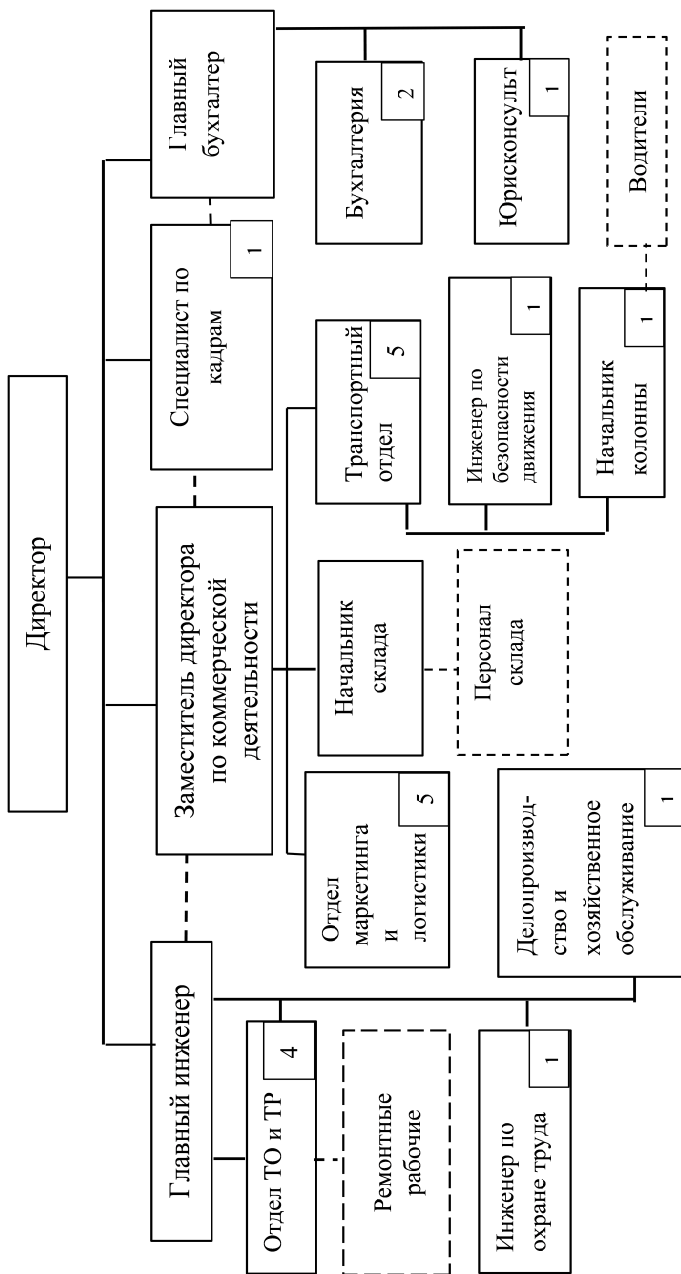 Директор
Главный инженер
Заместитель директора
по коммерческой
деятельности
Специалист по
кадрам
1
Главный
бухгалтер
Отдел ТО и ТР
4
Ремонтные
рабочие
Инженер по
охране труда
1
Делопроизвод-
ство и
хозяйственное
обслуживание
1
Отдел
маркетинга
и
логистики
5
Начальник
склада
Персонал
склада
Транспортный
отдел
5
Инженер по
безопасности
движения
1
Начальник
колонны
1
Водители
Бухгалтерия
2
Юрисконсульт
1